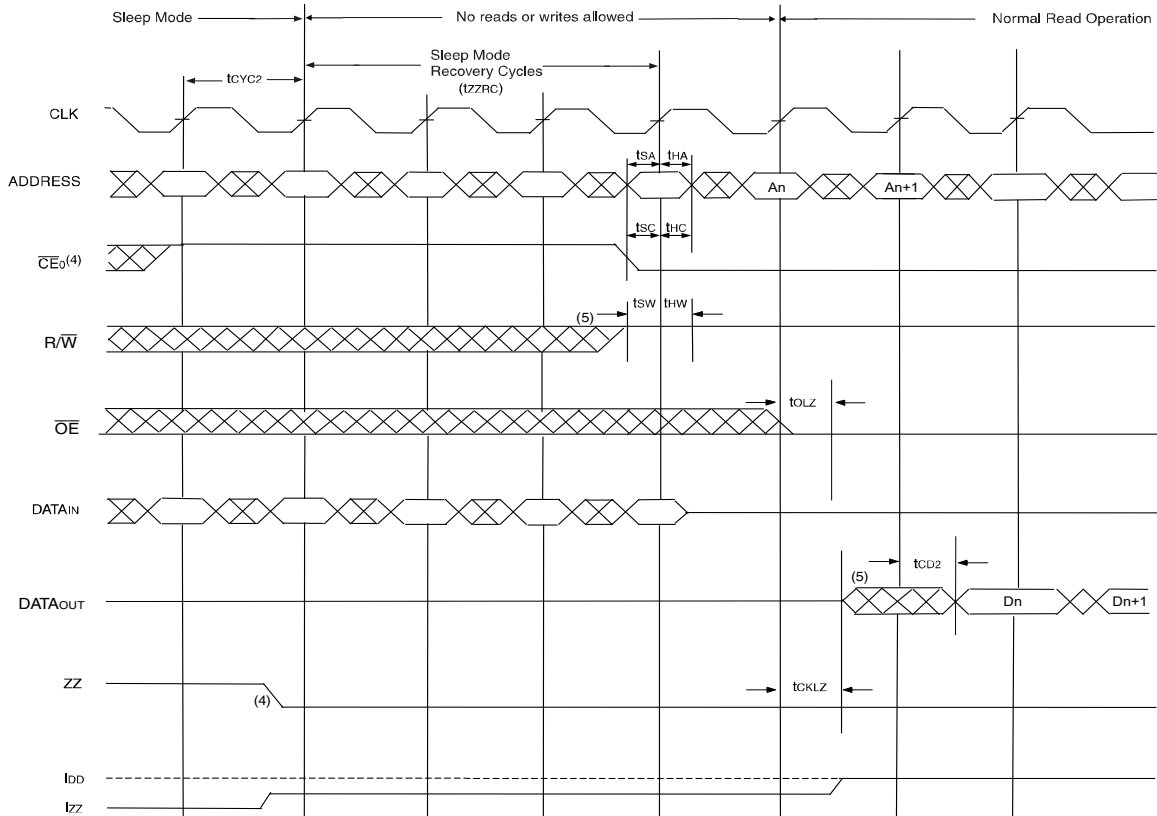 Sleep Mode
No reads or writes allowed
Normal Read Operation
Sleep Mode
Recovery Cycles
(tZZRC)
tCYC2
CLK
tSA tHA
ADDRESS
An
An+1
tSC tHC
CE0(4)
tSW tHW
(5)
R/W
tOLZ
OE
DATAIN
(5)
tCD2
DATAOUT
Dn
Dn+1
ZZ
(4)
tCKLZ
IDD
IZZ